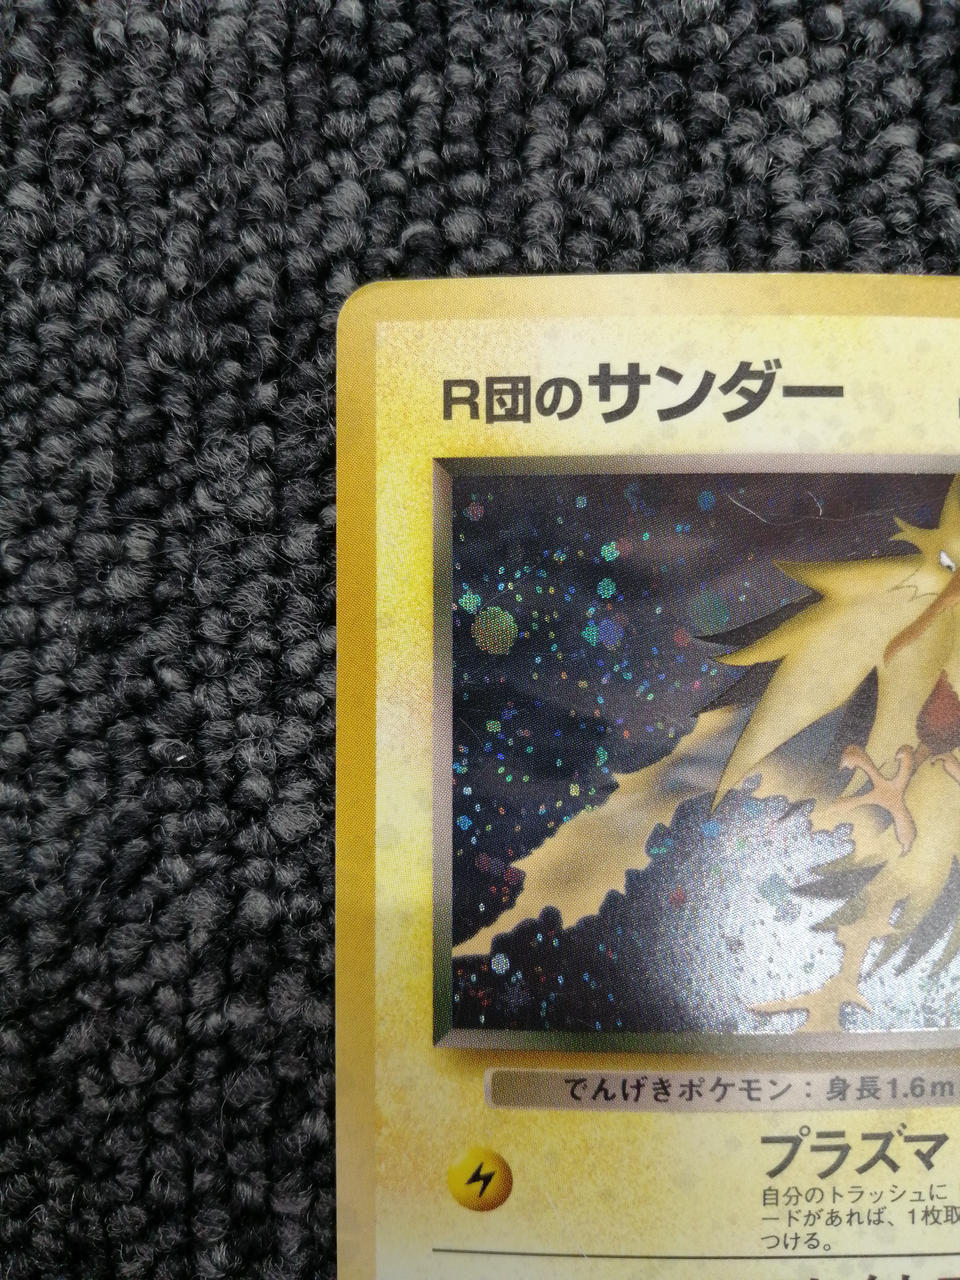 R団のサンダー
でんげきポケモン：身長1.6m
プラズマ
自分のトラッシュに
ードがあれば、1枚取
つける。